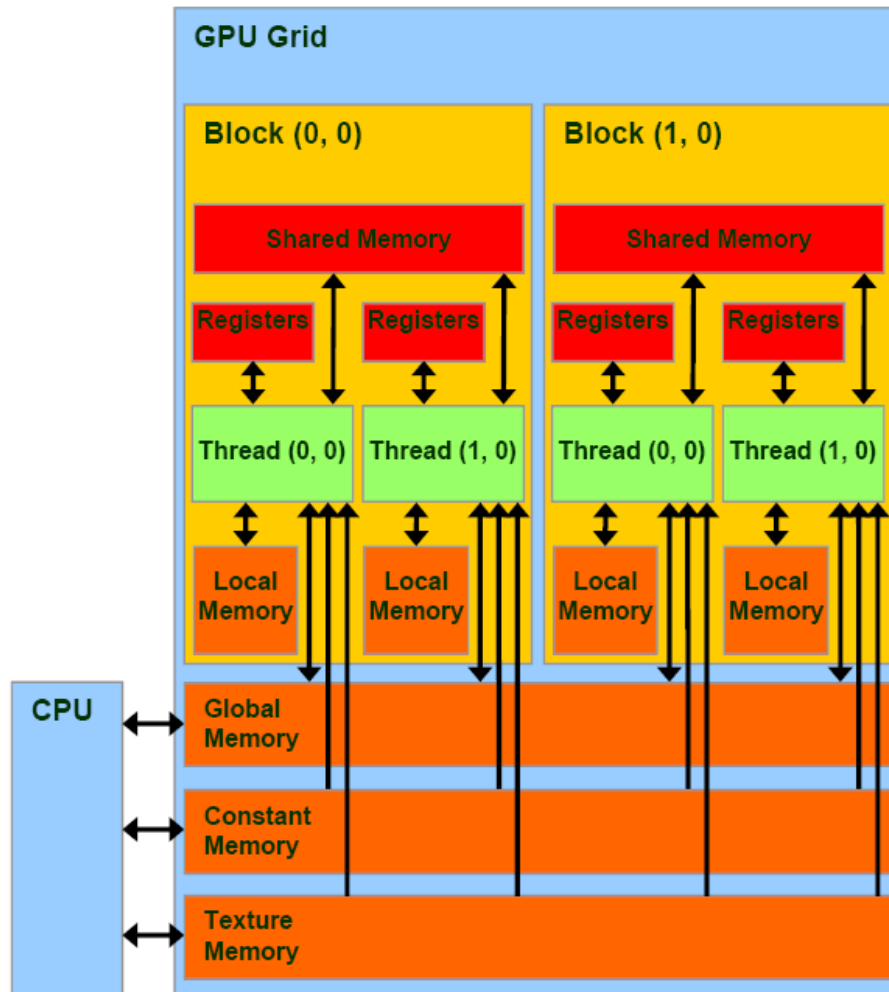 GPU Grid
Block (0, 0)
Block (1, 0)
Shared Memory
Shared Memory
Registers
Registers
Registers
Registers
Thread (0, 0)
Thread (1, 0)
Thread (0, 0)
Thread (1, 0)
Local
Memory
Local
Memory
Local
Memory
Local
Memory
CPU
Global
Memory
Constant
Memory
Texture
Memory